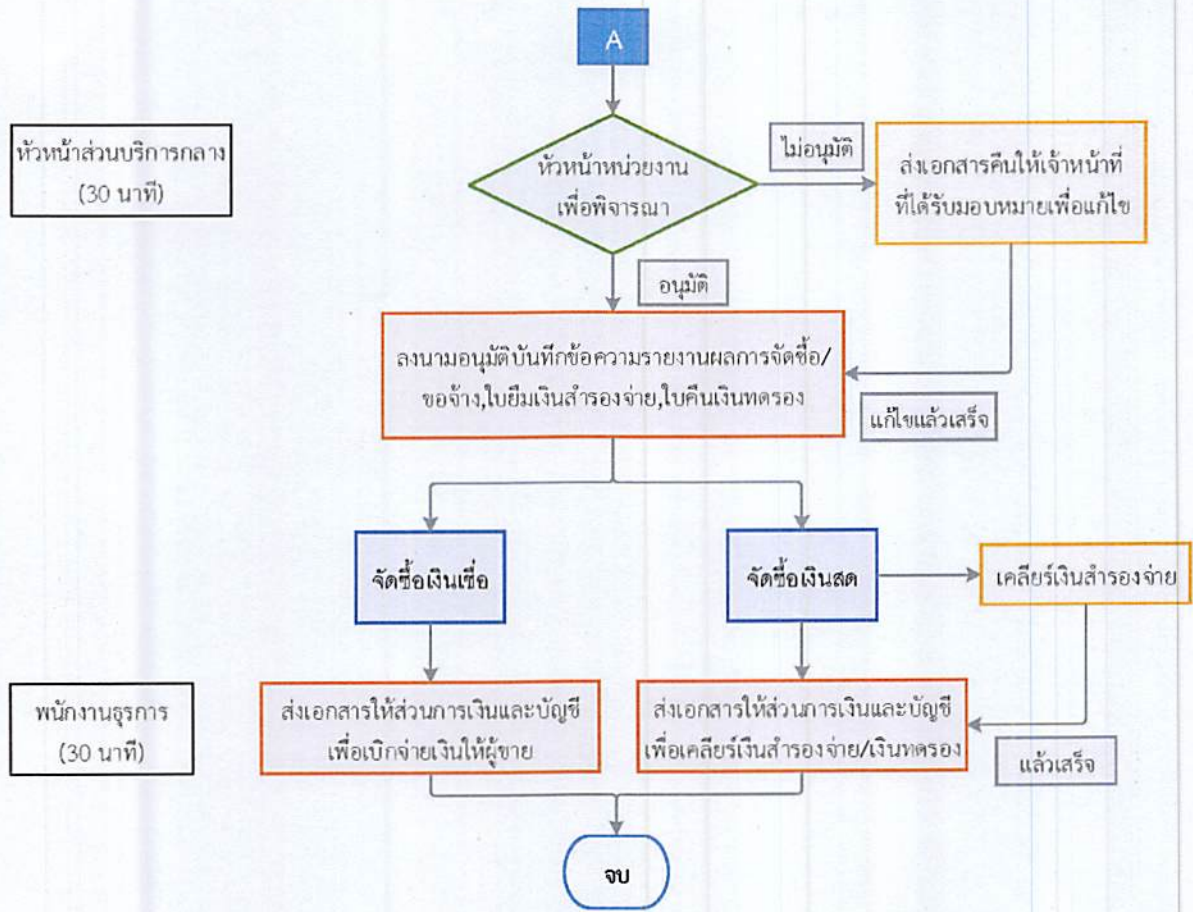 A
หัวหน้าส่วนบริการกลาง
(30 นาที)
หัวหน้าหน่วยงาน
เพื่อพิจารณา
ไม่อนุมัติ
ส่งเอกสารคืนให้เจ้าหน้าที่
ที่ได้รับมอบหมายเพื่อแก้ไข
อนุมัติ
ลงนามอนุมัติบันทึกข้อความรายงานผลการจัดซื้อ/
ขอจ้าง,ใบยืมเงินสำรองจ่าย,ใบคืนเงินทดรอง
แก้ไขแล้วเสร็จ
จัดซื้อเงินเชื่อ
จัดซื้อเงินสด
เคลียร์เงินสำรองจ่าย
พนักงานธุรการ
(30 นาที)
ส่งเอกสารให้ส่วนการเงินและบัญชี
เพื่อเบิกจ่ายเงินให้ผู้ขาย
ส่งเอกสารให้ส่วนการเงินและบัญชี
เพื่อเคลียร์เงินสำรองจ่าย/เงินทดรอง
แล้วเสร็จ
จบ